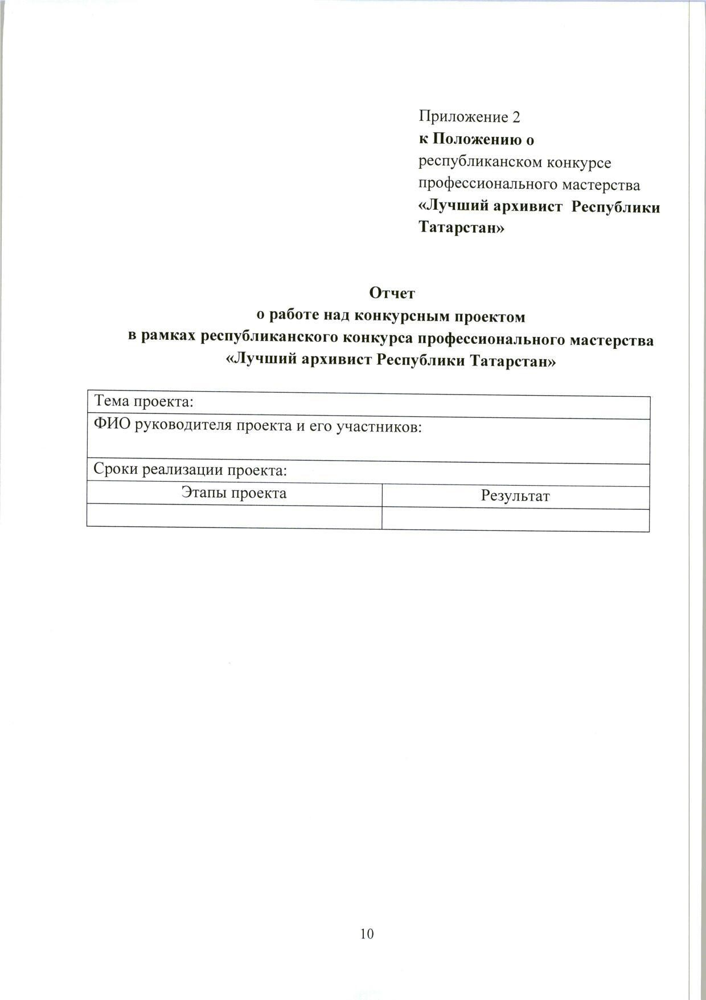 Приложение 2
к Положению о
республиканском конкурсе
профессионального мастерства
«Лучший архивист  Республики
Татарстан»
Отчет
о работе над конкурсным проектом
в рамках республиканского конкурса профессионального мастерства
«Лучший архивист Республики Татарстан»
Тема проекта:
ФИО руководителя проекта и его участников:
Сроки реализации проекта:
Этапы проекта
Результат
10